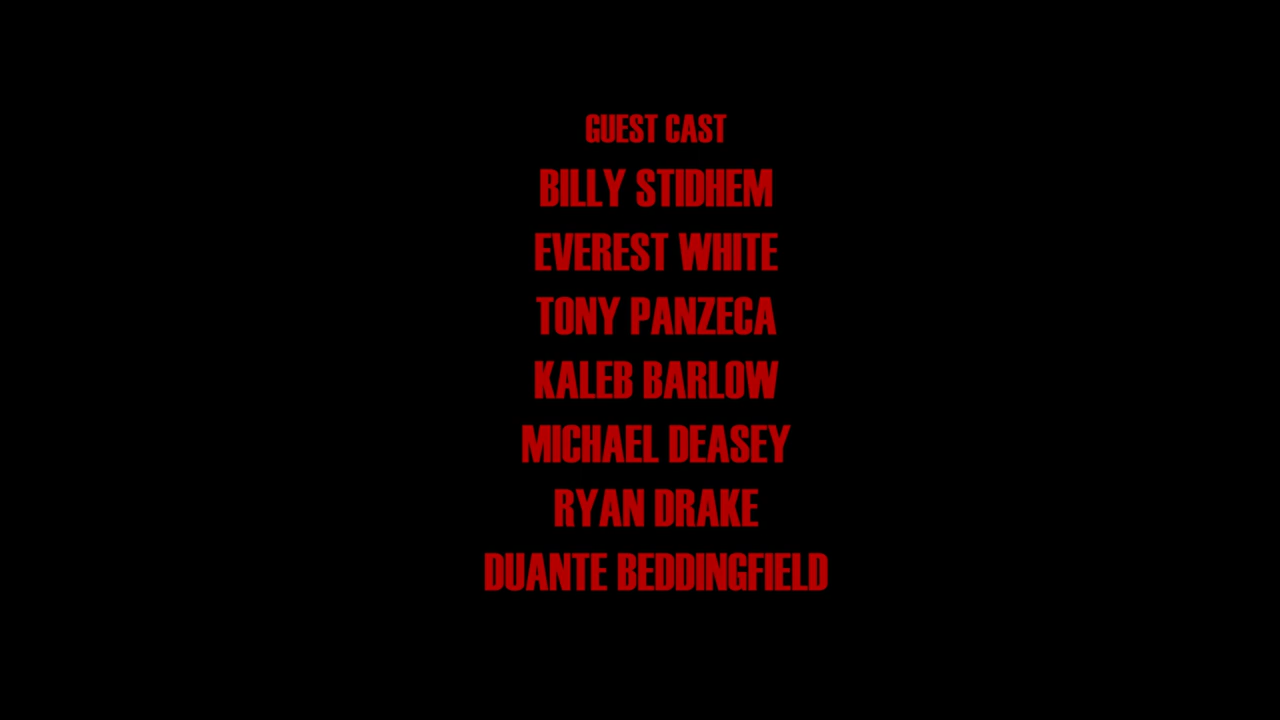 GUEST CAST
BILLY STIDHEM
EVEREST WHITE
TONY PANZECA
KALEB BARLOW
MICHAEL DEASEY
RYAN DRAKE
DUANTE BEDDINGFIELD